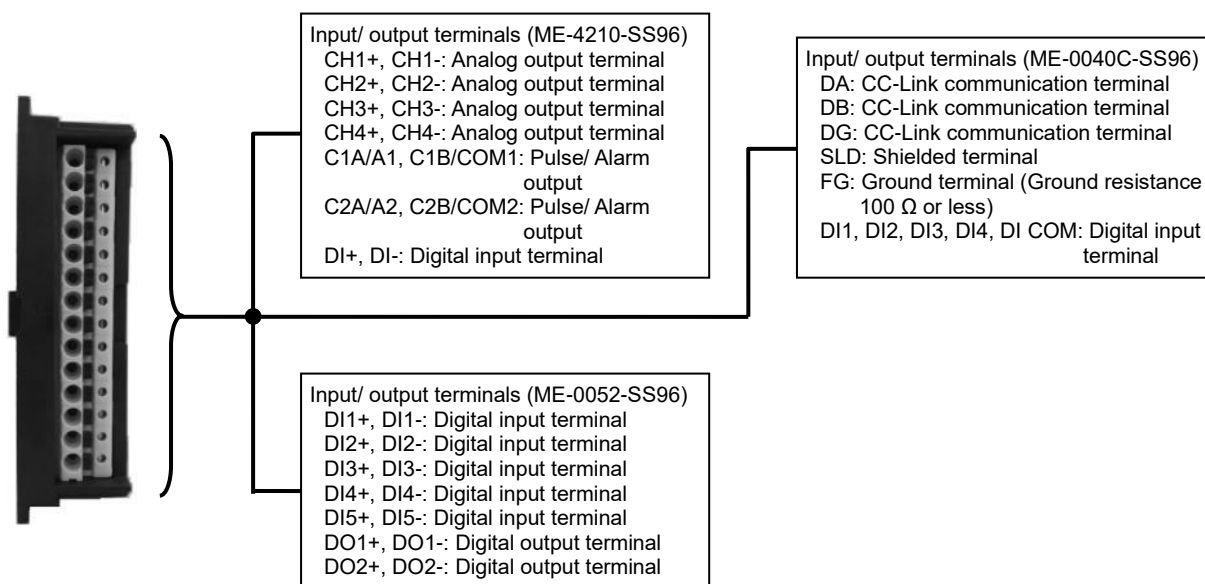 Input/ output terminals (ME-4210-SS96)
CH1+, CH1-: Analog output terminal
CH2+, CH2-: Analog output terminal
CH3+, CH3-: Analog output terminal
CH4+, CH4-: Analog output terminal
C1A/A1, C1B/COM1: Pulse/ Alarm
output
C2A/A2, C2B/COM2: Pulse/ Alarm
output
DI+, DI-: Digital input terminal
Input/ output terminals (ME-0040C-SS96)
DA: CC-Link communication terminal
DB: CC-Link communication terminal
DG: CC-Link communication terminal
SLD: Shielded terminal
FG: Ground terminal (Ground resistance
100 Ω or less)
DI1, DI2, DI3, DI4, DI COM: Digital input
terminal
Input/ output terminals (ME-0052-SS96)
DI1+, DI1-: Digital input terminal
DI2+, DI2-: Digital input terminal
DI3+, DI3-: Digital input terminal
DI4+, DI4-: Digital input terminal
DI5+, DI5-: Digital input terminal
DO1+, DO1-: Digital output terminal
DO2+, DO2-: Digital output terminal